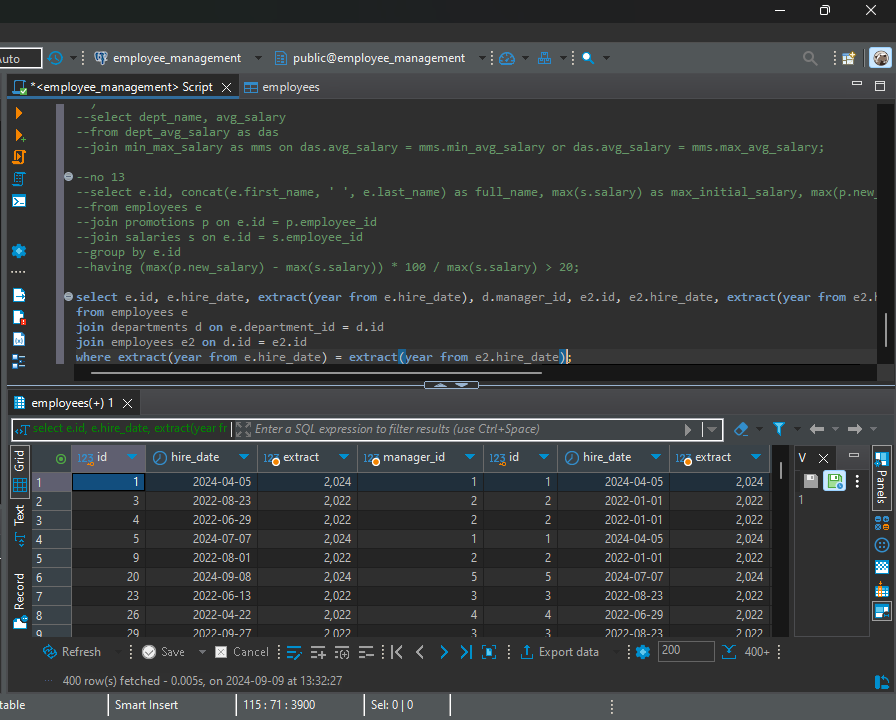 Auto
employee_management
public@employee_management
*<employee_management> Script
employees
--select dept_name, avg_salary
--from dept_avg_salary as das
--join min_max_salary as mms on das.avg_salary = mms.min_avg_salary or das.avg_salary = mms.max_avg_salary;
--no 13
--select e.id, concat(e.first_name, ' ', e.last_name) as full_name, max(s.salary) as max_initial_salary, max(p.new_
--from employees e
--join promotions p on e.id = p.employee_id
--join salaries s on e.id = s.employee_id
--group by e.id
--having (max(p.new_salary) - max(s.salary)) * 100 / max(s.salary) > 20;
select e.id, e.hire_date, extract(year from e.hire_date), d.manager_id, e2.id, e2.hire_date, extract(year from e2.h
from employees e
join departments d on e.department_id = d.id
join employees e2 on d.id = e2.id
where extract(year from e.hire_date) = extract(year from e2.hire_date);
employees(+) 1
select e.id, e.hire_date, extract(year fr
Enter a SQL expression to filter results (use Ctrl+Space)
Grid
Text
Record
123 id hire_date 123 extract 123 manager_id 123 id hire_date 123 extract
1 1 2024-04-05 2,024 1 1 2024-04-05 2,024
2 3 2022-08-23 2,022 2 2 2022-01-01 2,022
3 4 2022-06-29 2,022 2 2 2022-01-01 2,022
4 5 2024-07-07 2,024 1 1 2024-04-05 2,024
5 9 2022-08-01 2,022 2 2 2022-01-01 2,022
6 20 2024-09-08 2,024 5 5 2024-07-07 2,024
7 23 2022-06-13 2,022 3 3 2022-08-23 2,022
8 26 2022-04-22 2,022 4 4 2022-06-29 2,022
9 29 2022-09-27 2,022 3 3 2022-08-23 2,022
V
1
Panels
Refresh Save Cancel Export data 200 400+
400 row(s) fetched - 0.005s, on 2024-09-09 at 13:32:27
table Smart Insert 115 : 71 : 3900 Sel: 0 | 0